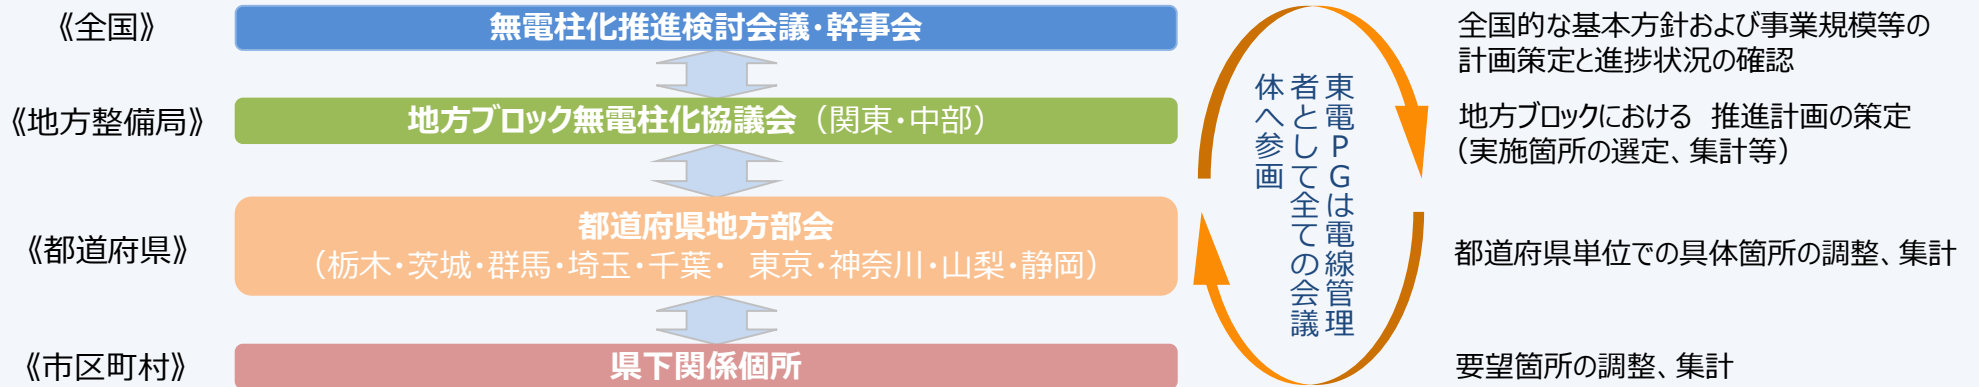 《全国》
無電柱化推進検討会議・幹事会
全国的な基本方針および事業規模等の
計画策定と進捗状況の確認
《地方整備局》
地方ブロック無電柱化協議会（関東・中部）
地方ブロックにおける　推進計画の策定
（実施箇所の選定、集計等）
東電ＰＧは電線管理
者として全ての会議
体へ参画
《都道府県》
都道府県地方部会
（栃木・茨城・群馬・埼玉・千葉・　東京・神奈川・山梨・静岡）
都道府県単位での具体箇所の調整、集計
《市区町村》
県下関係個所
要望箇所の調整、集計